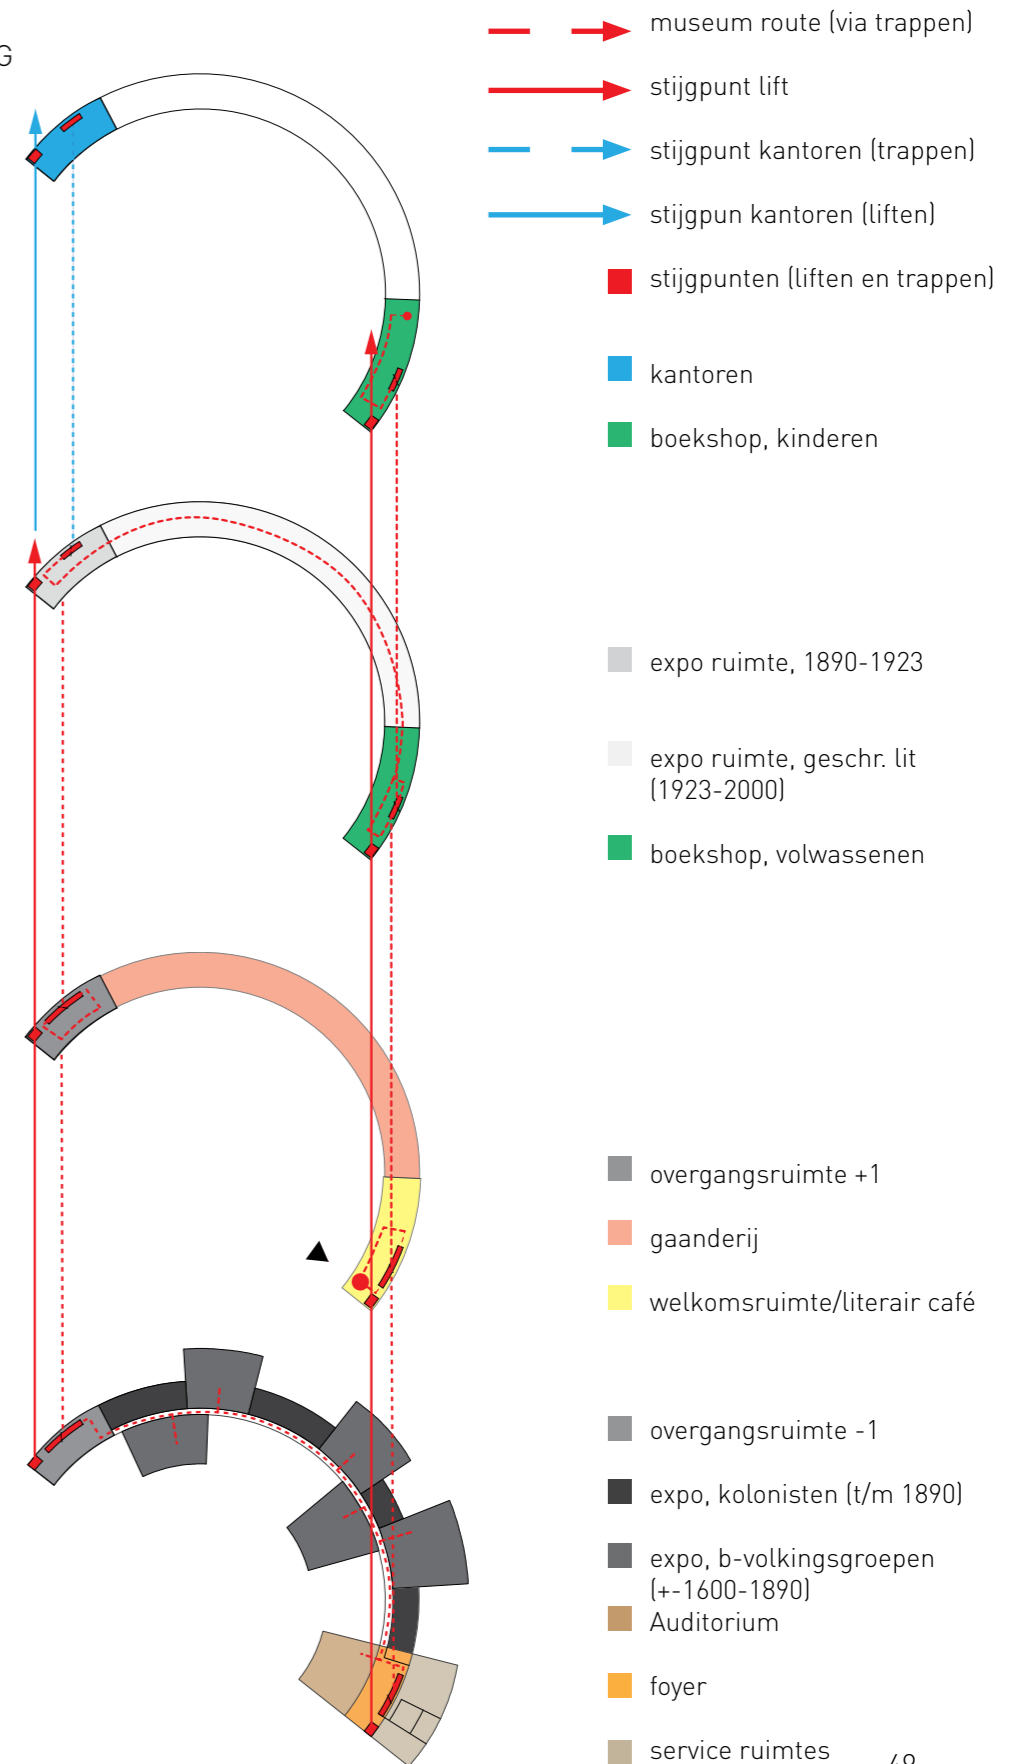 G
museum route (via trappen)
stijgpunt lift
stijgpunt kantoren (trappen)
stijgpun kantoren (liften)
stijgpunten (liften en trappen)
kantoren
boekshop, kinderen
expo ruimte, 1890-1923
expo ruimte, geschr. lit
(1923-2000)
boekshop, volwassenen
overgangsruimte +1
gaanderij
welkomsruimte/literair café
overgangsruimte -1
expo, kolonisten (t/m 1890)
expo, b-volkingsgroepen
(+-1600-1890)
Auditorium
foyer
service ruimtes